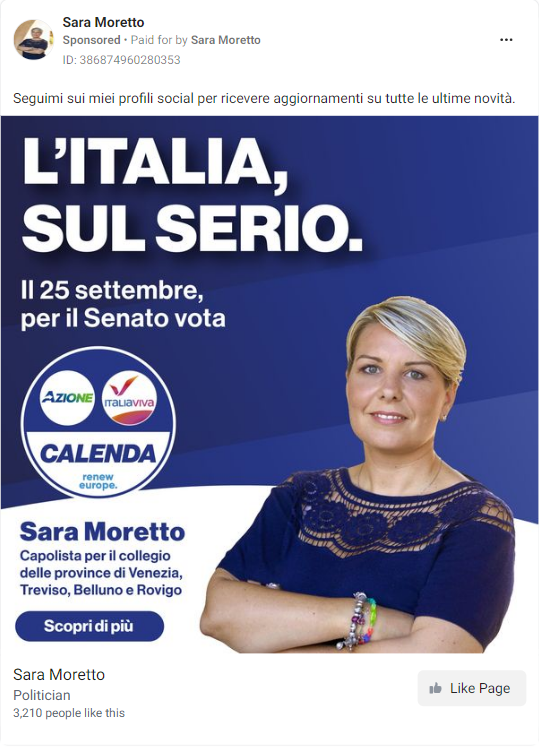 Sara Moretto
Sponsored • Paid for by Sara Moretto
ID: 386874960280353
Seguimi sui miei profili social per ricevere aggiornamenti su tutte le ultime novità.
L'ITALIA,
SUL SERIO.
Il 25 settembre,
per il Senato vota
AZIONE
ITALIAVIVA
CALENDA
renew
europe.
Sara Moretto
Capolista per il collegio
delle province di Venezia,
Treviso, Belluno e Rovigo
Scopri di più
Sara Moretto
Politician
3,210 people like this
Like Page